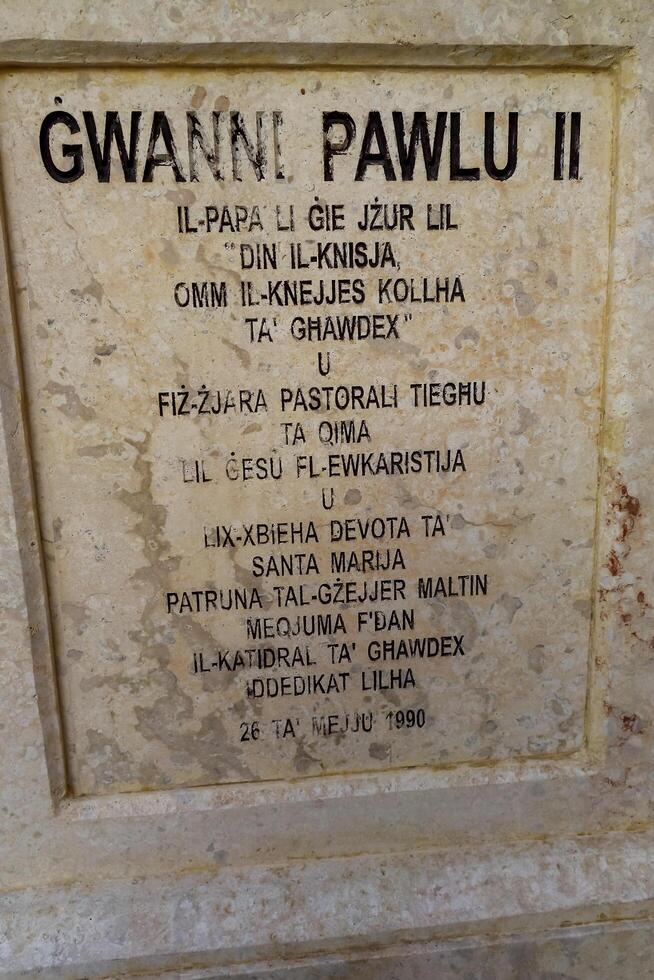 ĠWANNI PAWLU II
IL-PAPA LI ĠIE JŻUR LIL
"DIN IL-KNISJA,
OMM IL-KNEJJES KOLLHA
TA' GĦAWDEX"
U
FIŻ-ŻJARA PASTORALI TIEGĦU
TA QIMA
LIL ĠESÙ FL-EWKARISTIJA
U
LIX-XBIEHA DEVOTA TA'
SANTA MARIJA
PATRUNA TAL-GŻEJJER MALTIN
MEQJUMA F'DAN
IL-KATIDRAL TA' GĦAWDEX
IDDEDIKAT LILHA
26 TA' MEJJU 1990